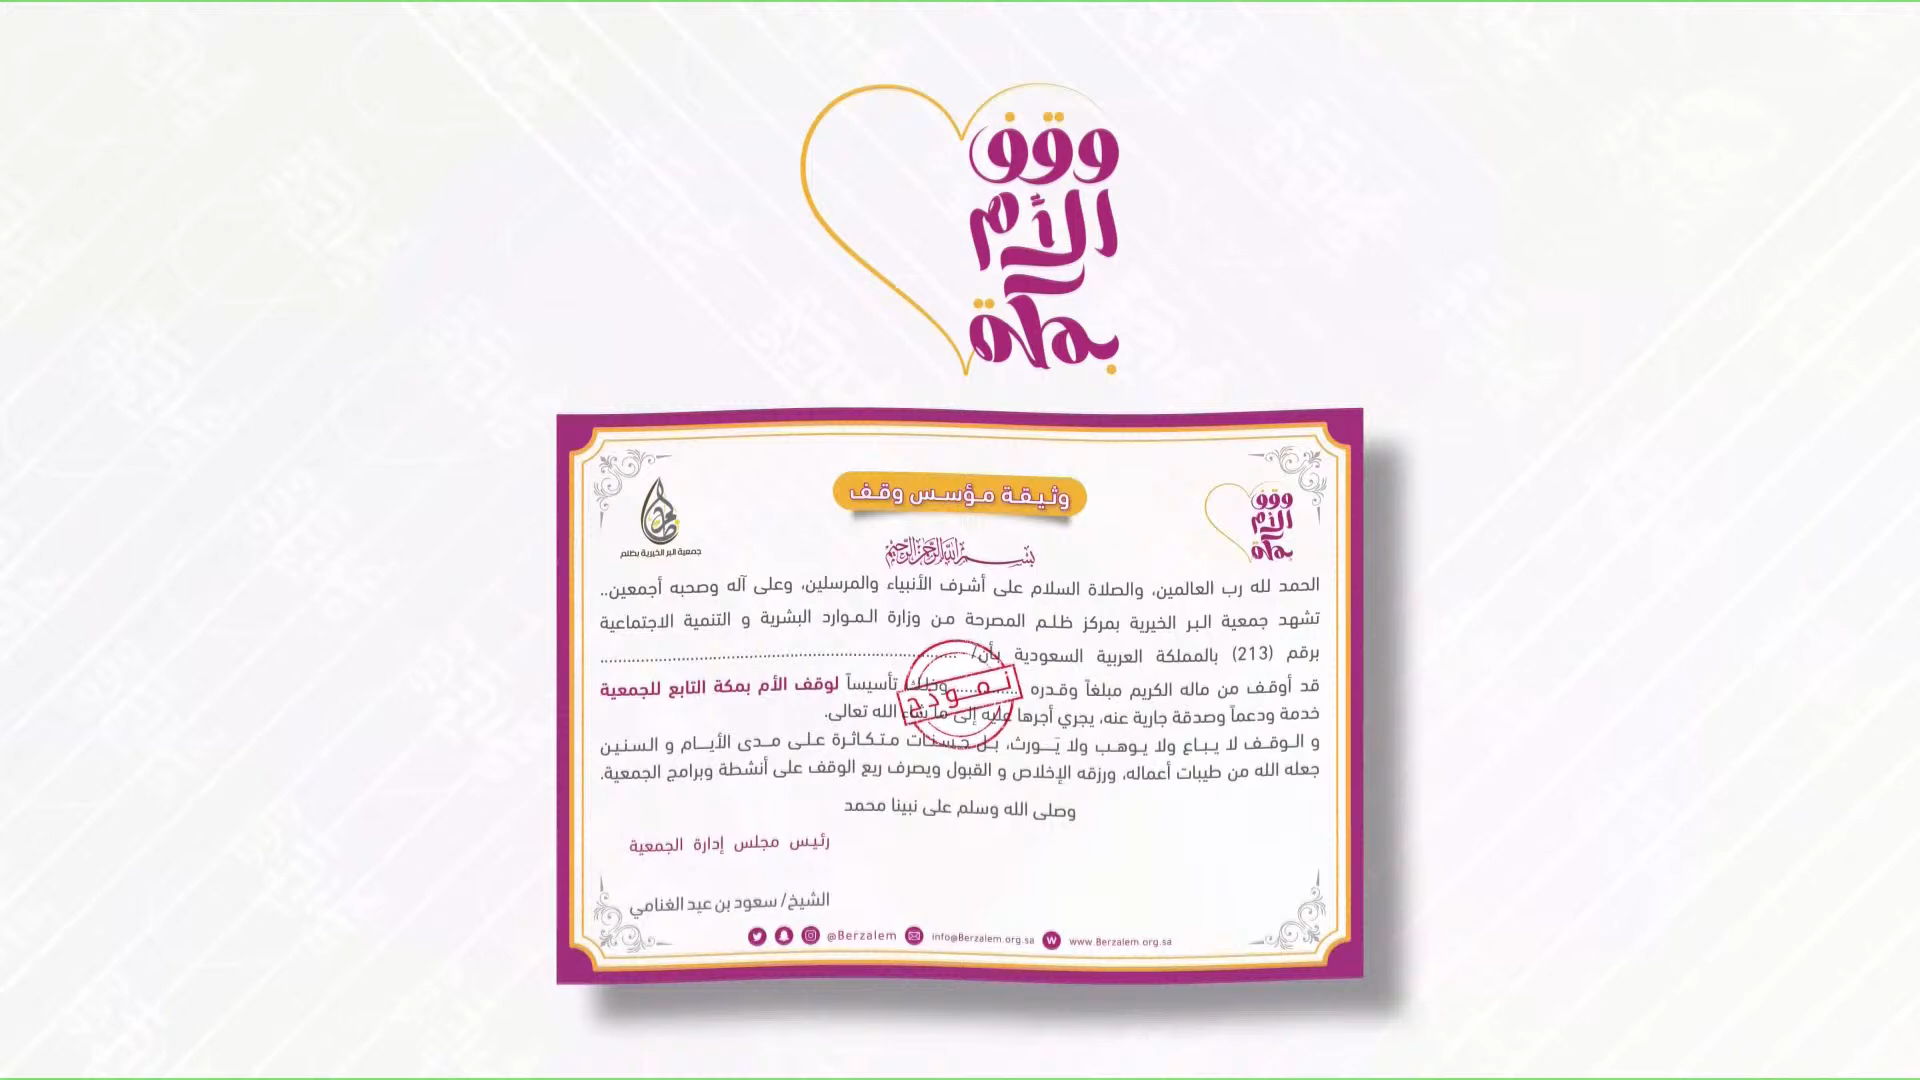 وقف
الأم
بمكة
وثيقة مؤسس وقف
وقف
الأم
بمكة
جمعية البر الخيرية بظلم
بسم الله الرحمن الرحيم
الحمد لله رب العالمين، والصلاة السلام على أشرف الأنبياء والمرسلين، وعلى آله وصحبه أجمعين..
تشهد جمعية البر الخيرية بمركز ظلم المصرحة من وزارة الموارد البشرية و التنمية الاجتماعية
برقم (213) بالمملكة العربية السعودية بأن/ ......................................................
قد أوقف من ماله الكريم مبلغاً وقدره .................. وذلك تأسيساً لوقف الأم بمكة التابع للجمعية
خدمة ودعماً وصدقة جارية عنه، يجري أجرها عليه إلى ما شاء الله تعالى.
و الوقف لا يباع ولا يوهب ولا يَورث، بل حسنات متكاثرة على مدى الأيام و السنين
جعله الله من طيبات أعماله، ورزقه الإخلاص و القبول ويصرف ريع الوقف على أنشطة وبرامج الجمعية.
نموذج
وصلى الله وسلم على نبينا محمد
رئيس مجلس إدارة الجمعية
الشيخ/ سعود بن عيد الغنامي
@Berzalem info@Berzalem.org.sa www.Berzalem.org.sa